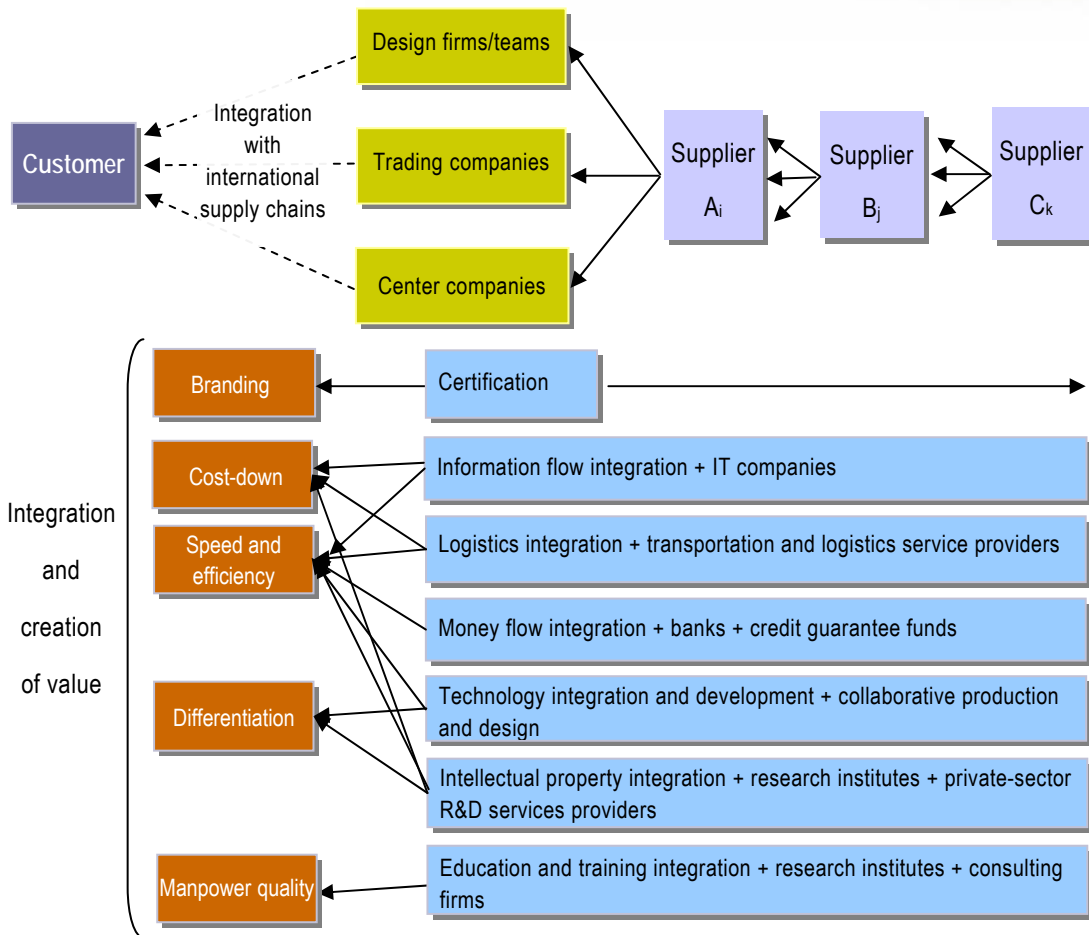 Design firms/teams
Integration
with
international
supply chains
Customer
Trading companies
Center companies
Supplier
Ai
Supplier
Bj
Supplier
Ck
Integration
and
creation
of value
Branding
Certification
Cost-down
Information flow integration + IT companies
Speed and
efficiency
Logistics integration + transportation and logistics service providers
Money flow integration + banks + credit guarantee funds
Differentiation
Technology integration and development + collaborative production
and design
Intellectual property integration + research institutes + private-sector
R&D services providers
Manpower quality
Education and training integration + research institutes + consulting
firms